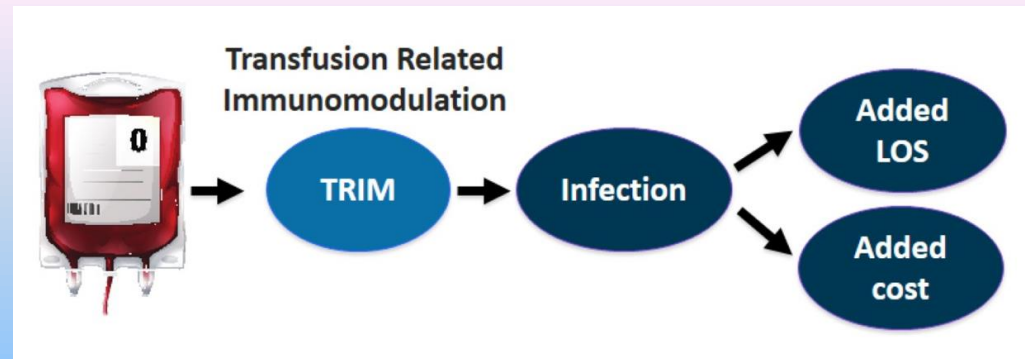 Transfusion Related
Immunomodulation
0
TRIM
Infection
Added
LOS
Added
cost